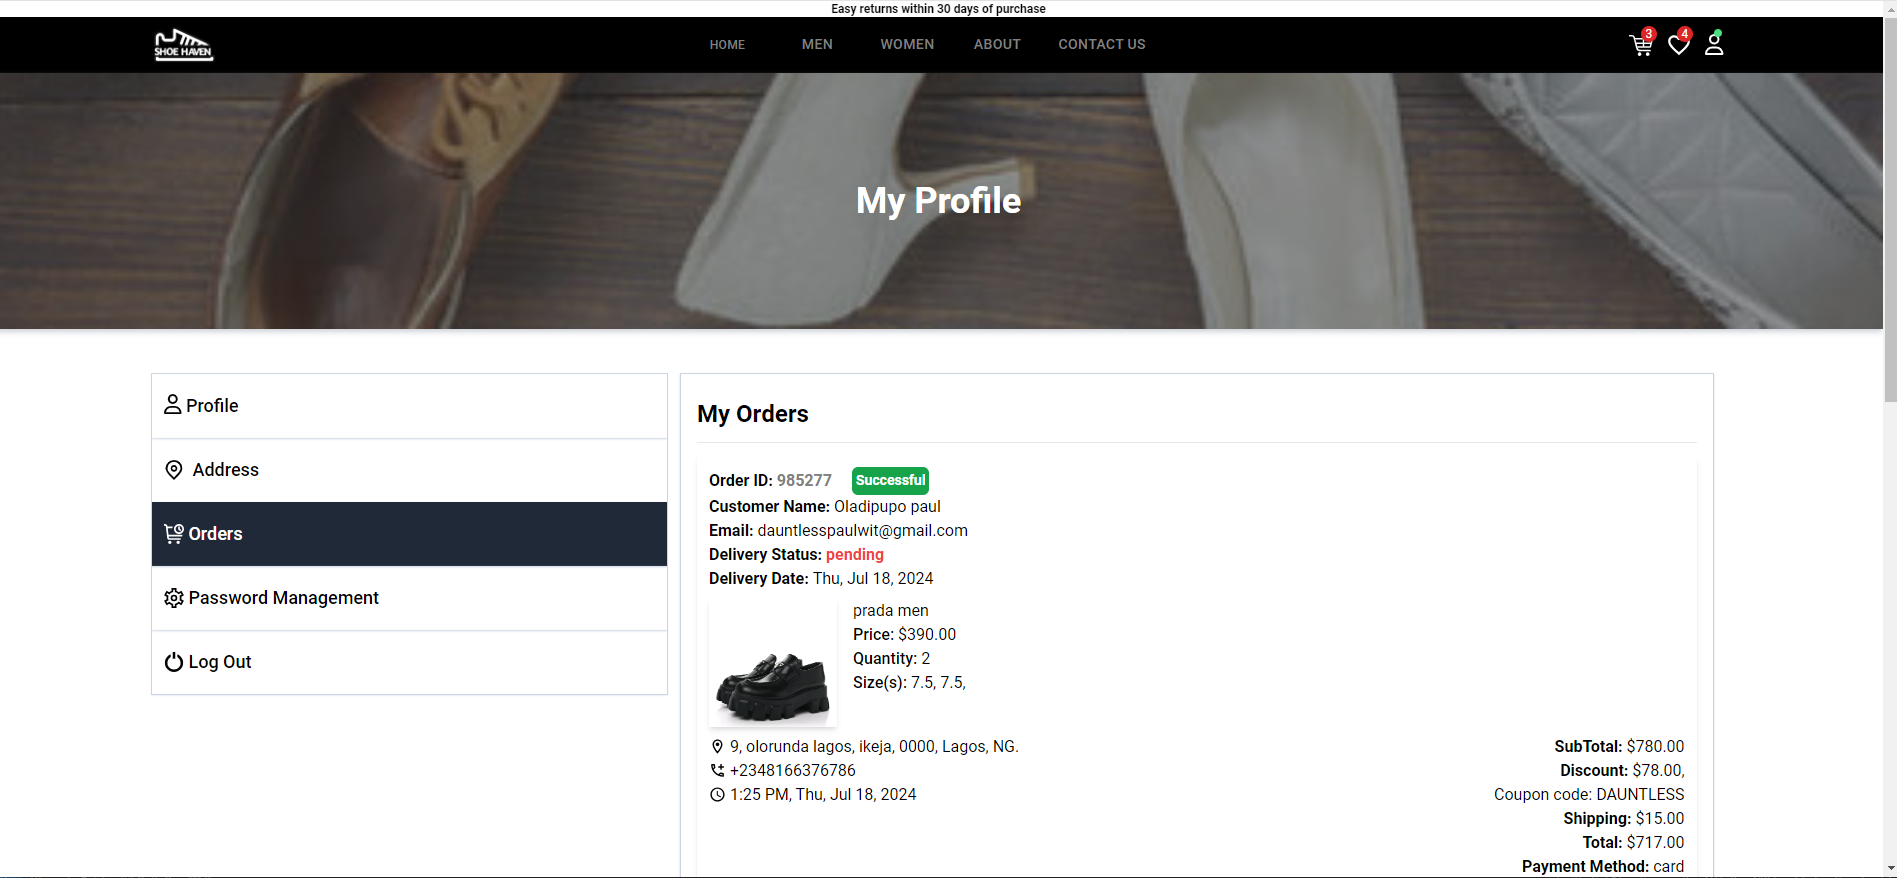 Easy returns within 30 days of purchase
SHOE HAVEN
HOME MEN WOMEN ABOUT CONTACT US
3 4
My Profile
Profile
Address
Orders
Password Management
Log Out
My Orders
Order ID: 985277 Successful
Customer Name: Oladipupo paul
Email: dauntlesspaulwit@gmail.com
Delivery Status: pending
Delivery Date: Thu, Jul 18, 2024
prada men
Price: $390.00
Quantity: 2
Size(s): 7.5, 7.5,
9, olorunda lagos, ikeja, 0000, Lagos, NG.
+2348166376786
1:25 PM, Thu, Jul 18, 2024
SubTotal: $780.00
Discount: $78.00,
Coupon code: DAUNTLESS
Shipping: $15.00
Total: $717.00
Payment Method: card